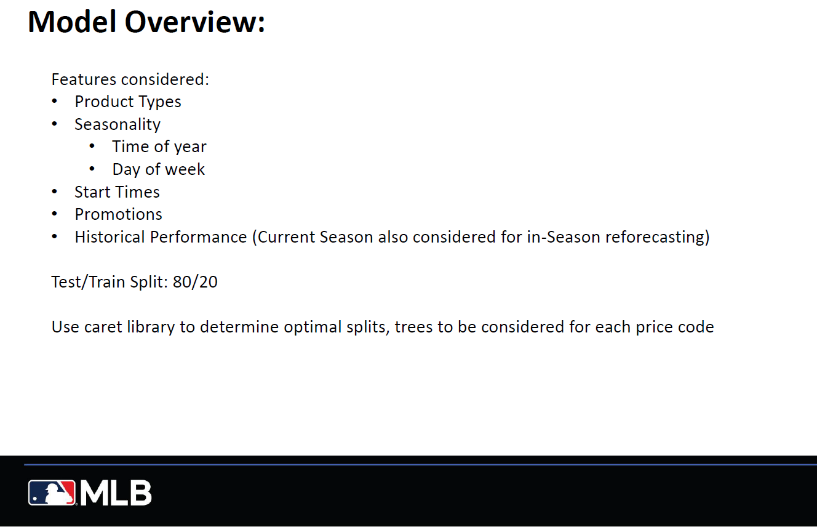 Model Overview:
Features considered:
• Product Types
• Seasonality
• Time of year
• Day of week
• Start Times
• Promotions
• Historical Performance (Current Season also considered for in-Season reforecasting)
Test/Train Split: 80/20
Use caret library to determine optimal splits, trees to be considered for each price code
MLB